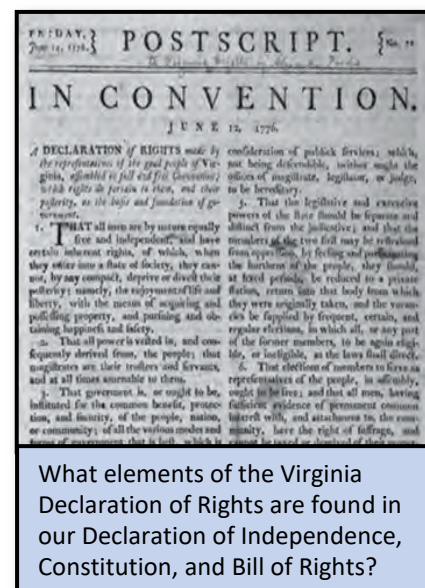 FRIDAY,
June 14, 1776.
POSTSCRIPT.
No.
IN CONVENTION.
JUNE 12, 1776.
A DECLARATION of RIGHTS made by
the representatives of the good people of Vir-
ginia, assembled in full and free Convention;
which rights do pertain to them, and their
posterity, as the basis and foundation of go-
vernment.
1. THAT all men are by nature equally
free and independent, and have
certain inherent rights, of which, when
they enter into a state of society, they can-
not, by any compact, deprive or divest their
posterity; namely, the enjoyment of life and
liberty, with the means of acquiring and
possessing property, and pursuing and ob-
taining happiness and safety.
2. That all power is vested in, and con-
sequently derived from, the people; that
magistrates are their trustees and servants,
and at all times amenable to them.
3. That government is, or ought to be,
instituted for the common benefit, protec-
tion, and security, of the people, nation,
or community; of all the various modes and
forms of government that is best, which is
consideration of publick services; which,
not being descendible, neither ought the
offices of magistrate, legislator, or judge,
to be hereditary.
5. That the legislative and executive
powers of the state should be separate and
distinct from the judicative; and that the
members of the two first may be restrained
from oppression, by feeling and participating
the burthens of the people, they should,
at fixed periods, be reduced to a private
station, return into that body from which
they were originally taken, and the vacan-
cies be supplied by frequent, certain, and
regular elections, in which all, or any part
of the former members, to be again eligi-
ble, or ineligible, as the laws shall direct.
6. That elections of members to serve as
representatives of the people, in assembly,
ought to be free; and that all men, having
sufficient evidence of permanent common
interest with, and attachment to, the com-
munity, have the right of suffrage, and
cannot be taxed or deprived of their
What elements of the Virginia
Declaration of Rights are found in
our Declaration of Independence,
Constitution, and Bill of Rights?